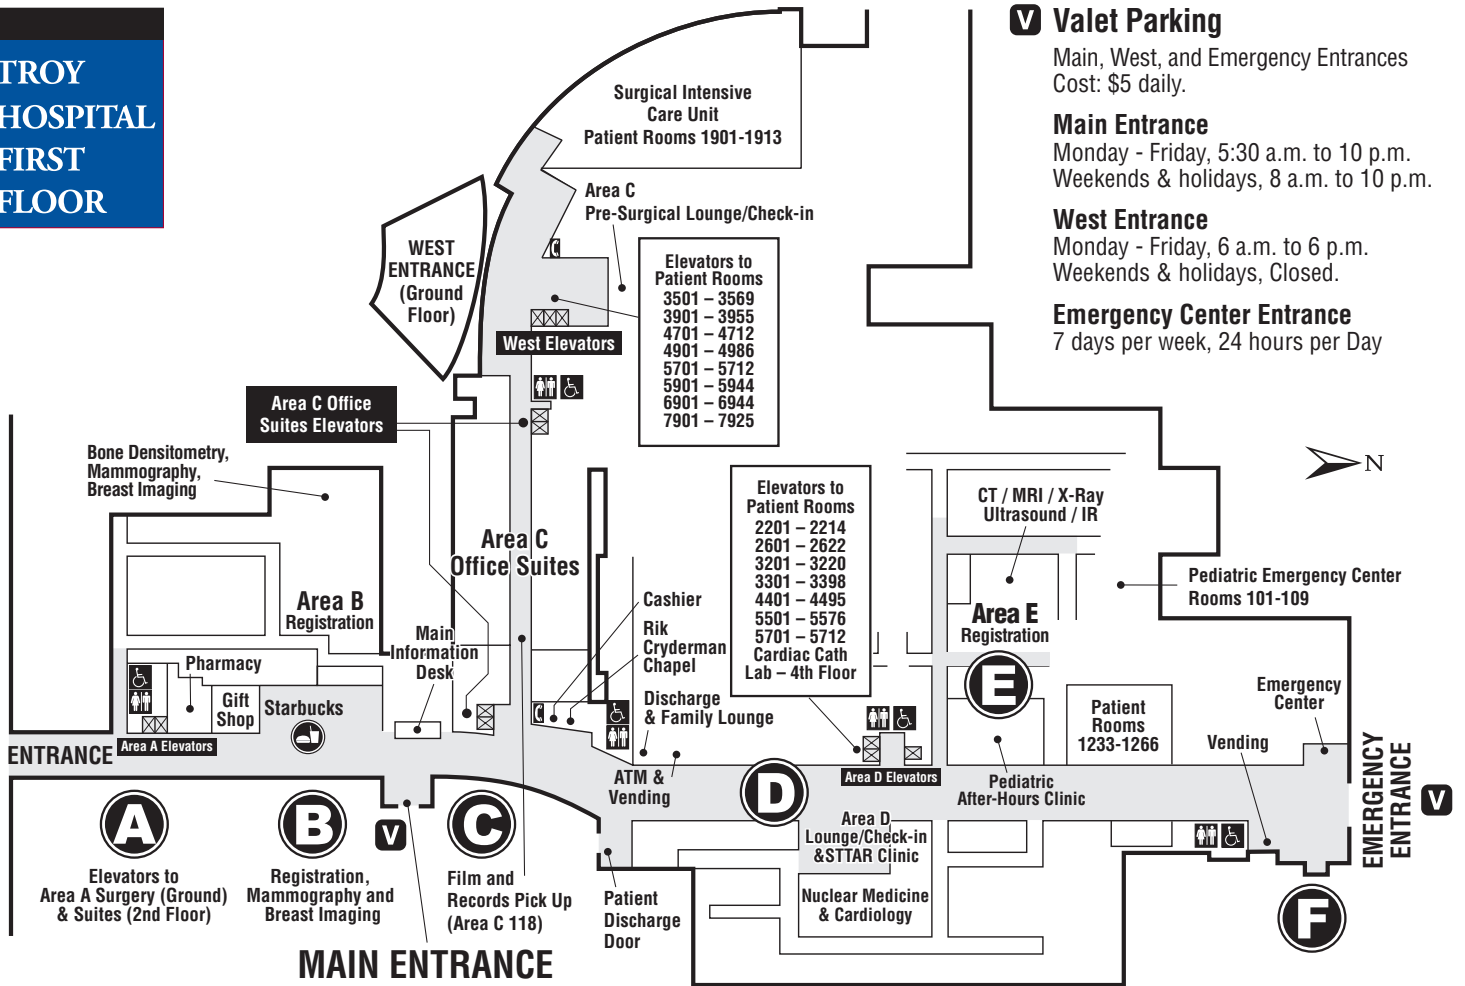 TROY
HOSPITAL
FIRST
FLOOR
V Valet Parking
Main, West, and Emergency Entrances
Cost: $5 daily.
Main Entrance
Monday - Friday, 5:30 a.m. to 10 p.m.
Weekends & holidays, 8 a.m. to 10 p.m.
West Entrance
Monday - Friday, 6 a.m. to 6 p.m.
Weekends & holidays, Closed.
Emergency Center Entrance
7 days per week, 24 hours per Day
Surgical Intensive
Care Unit
Patient Rooms 1901-1913
Area C
Pre-Surgical Lounge/Check-in
WEST
ENTRANCE
(Ground
Floor)
Elevators to
Patient Rooms
3501 – 3569
3901 – 3955
4701 – 4712
4901 – 4986
5701 – 5712
5901 – 5944
6901 – 6944
7901 – 7925
West Elevators
Area C Office
Suites Elevators
Bone Densitometry,
Mammography,
Breast Imaging
N
Elevators to
Patient Rooms
2201 – 2214
2601 – 2622
3201 – 3220
3301 – 3398
4401 – 4495
5501 – 5576
5701 – 5712
Cardiac Cath
Lab – 4th Floor
CT / MRI / X-Ray
Ultrasound / IR
Area C
Office Suites
Pediatric Emergency Center
Rooms 101-109
Area B
Registration
Area E
Registration
E
Cashier
Rik
Cryderman
Chapel
Main
Information
Desk
Pharmacy
Gift
Shop
Starbucks
Discharge
& Family Lounge
Patient
Rooms
1233-1266
Emergency
Center
Vending
ENTRANCE
Area A Elevators
ATM &
Vending
D
Area D Elevators
Pediatric
After-Hours Clinic
EMERGENCY
ENTRANCE
V
A
B
V
C
Area D
Lounge/Check-in
&STTAR Clinic
Elevators to
Area A Surgery (Ground)
& Suites (2nd Floor)
Registration,
Mammography and
Breast Imaging
Film and
Records Pick Up
(Area C 118)
Patient
Discharge
Door
Nuclear Medicine
& Cardiology
F
MAIN ENTRANCE